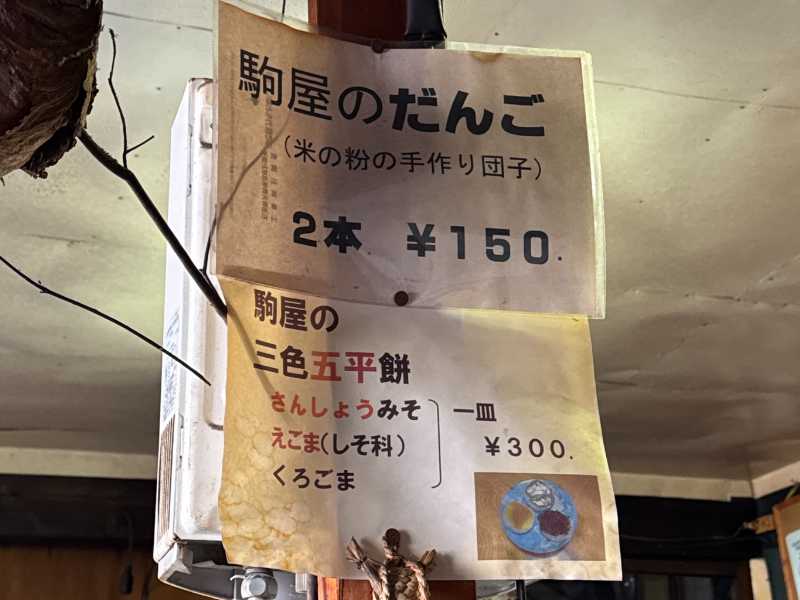 駒屋のだんご
(米の粉の手作り団子)
2本 ¥150.
駒屋の
三色五平餅
さんしょうみそ
えごま(しそ科)
くろごま
一皿
¥300.